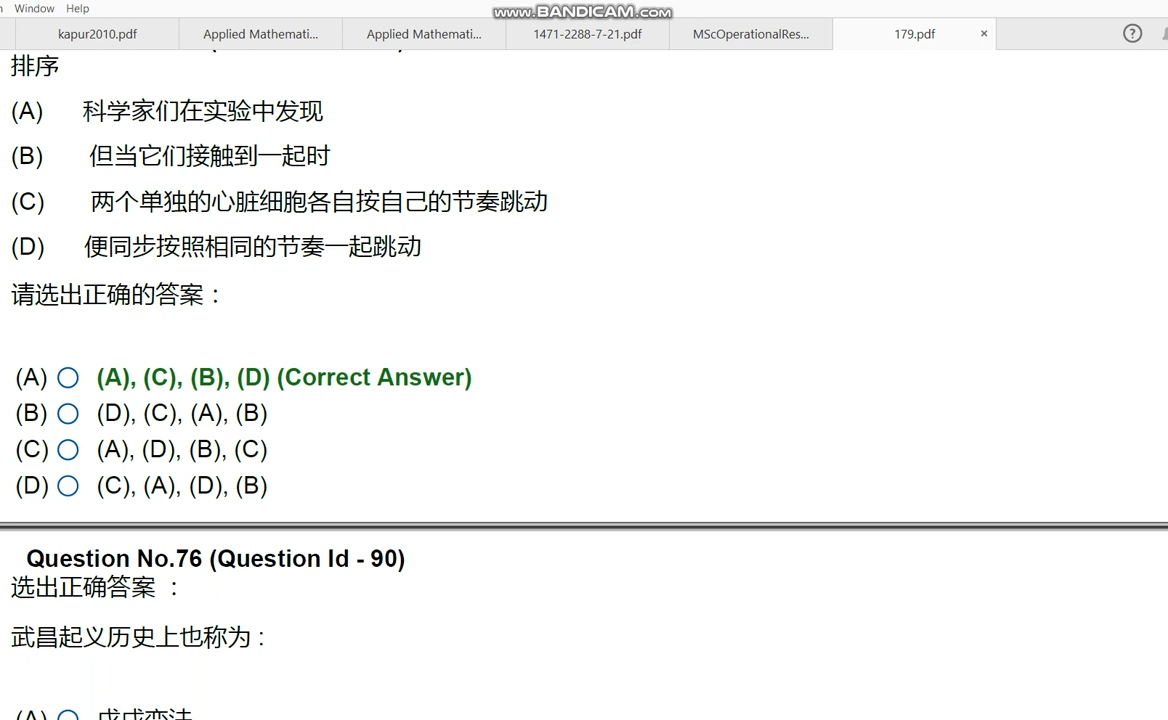 Window Help
www.BANDICAM.com
kapur2010.pdf Applied Mathemati... Applied Mathemati... 1471-2288-7-21.pdf MScOperationalRes... 179.pdf × ?
排序
(A) 科学家们在实验中发现
(B) 但当它们接触到一起时
(C) 两个单独的心脏细胞各自按自己的节奏跳动
(D) 便同步按照相同的节奏一起跳动
请选出正确的答案：
(A) (A), (C), (B), (D) (Correct Answer)
(B) (D), (C), (A), (B)
(C) (A), (D), (B), (C)
(D) (C), (A), (D), (B)
Question No.76 (Question Id - 90)
选出正确答案 ：
武昌起义历史上也称为 :
(A) 戊戌变法